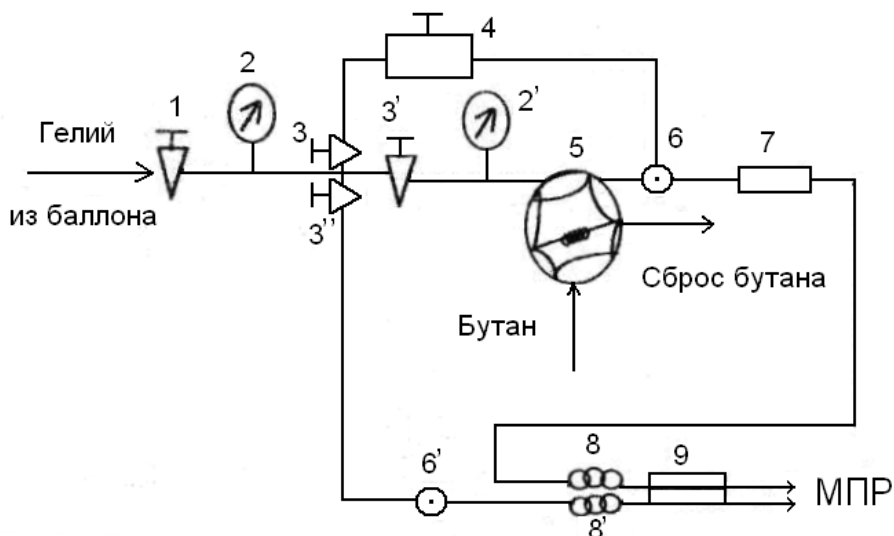 4
2
1
3
3'
2'
5
6
7
Гелий
из баллона
3''
Сброс бутана
Бутан
6'
8
9
8'
МПР